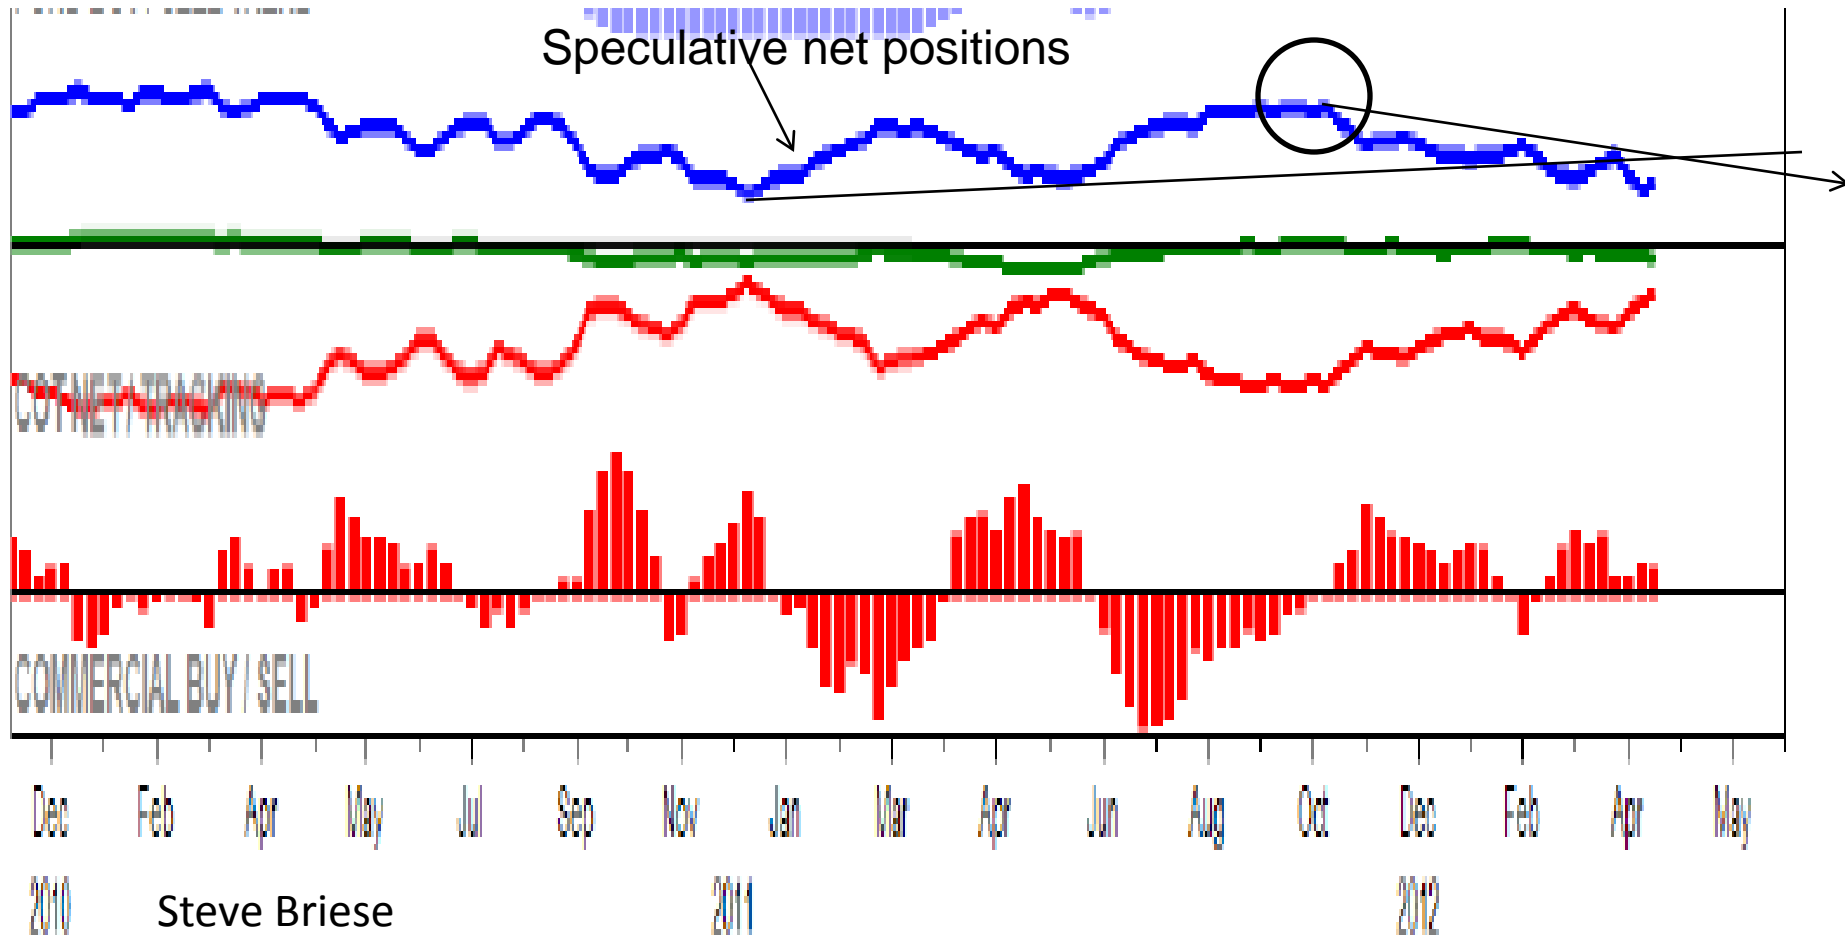 Speculative net positions
COT NET / TRACKING
COMMERCIAL BUY / SELL
Dec Feb Apr May Jul Sep Nov Jan Mar Apr Jun Aug Oct Dec Feb Apr May
2010 2011 2012
Steve Briese